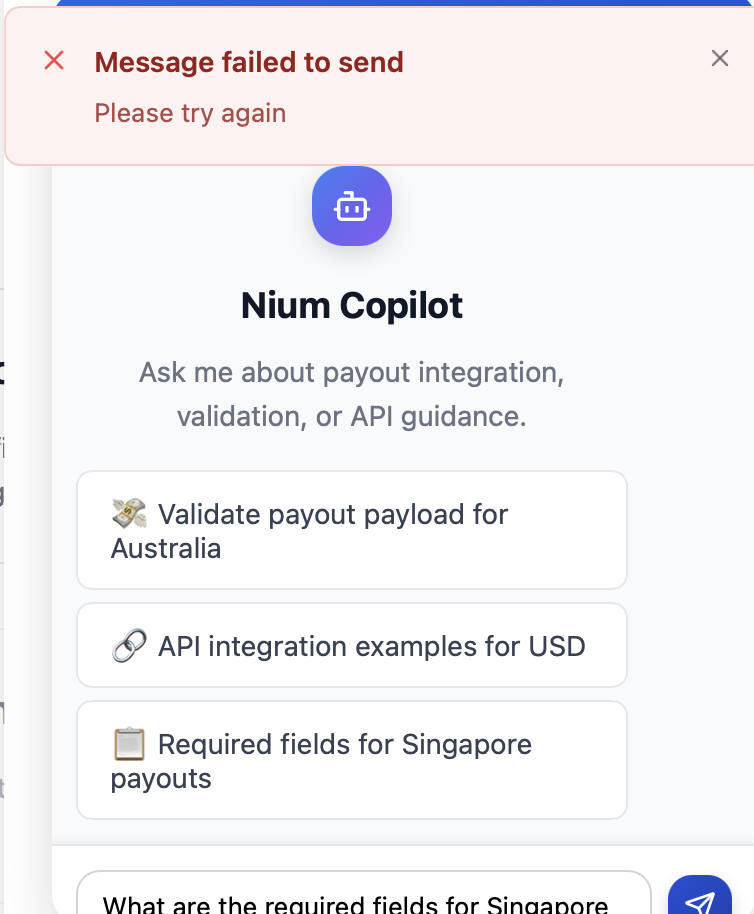 Message failed to send
Please try again
Nium Copilot
Ask me about payout integration,
validation, or API guidance.
💸 Validate payout payload for
Australia
🔗 API integration examples for USD
📋 Required fields for Singapore
payouts
What are the required fields for Singapore